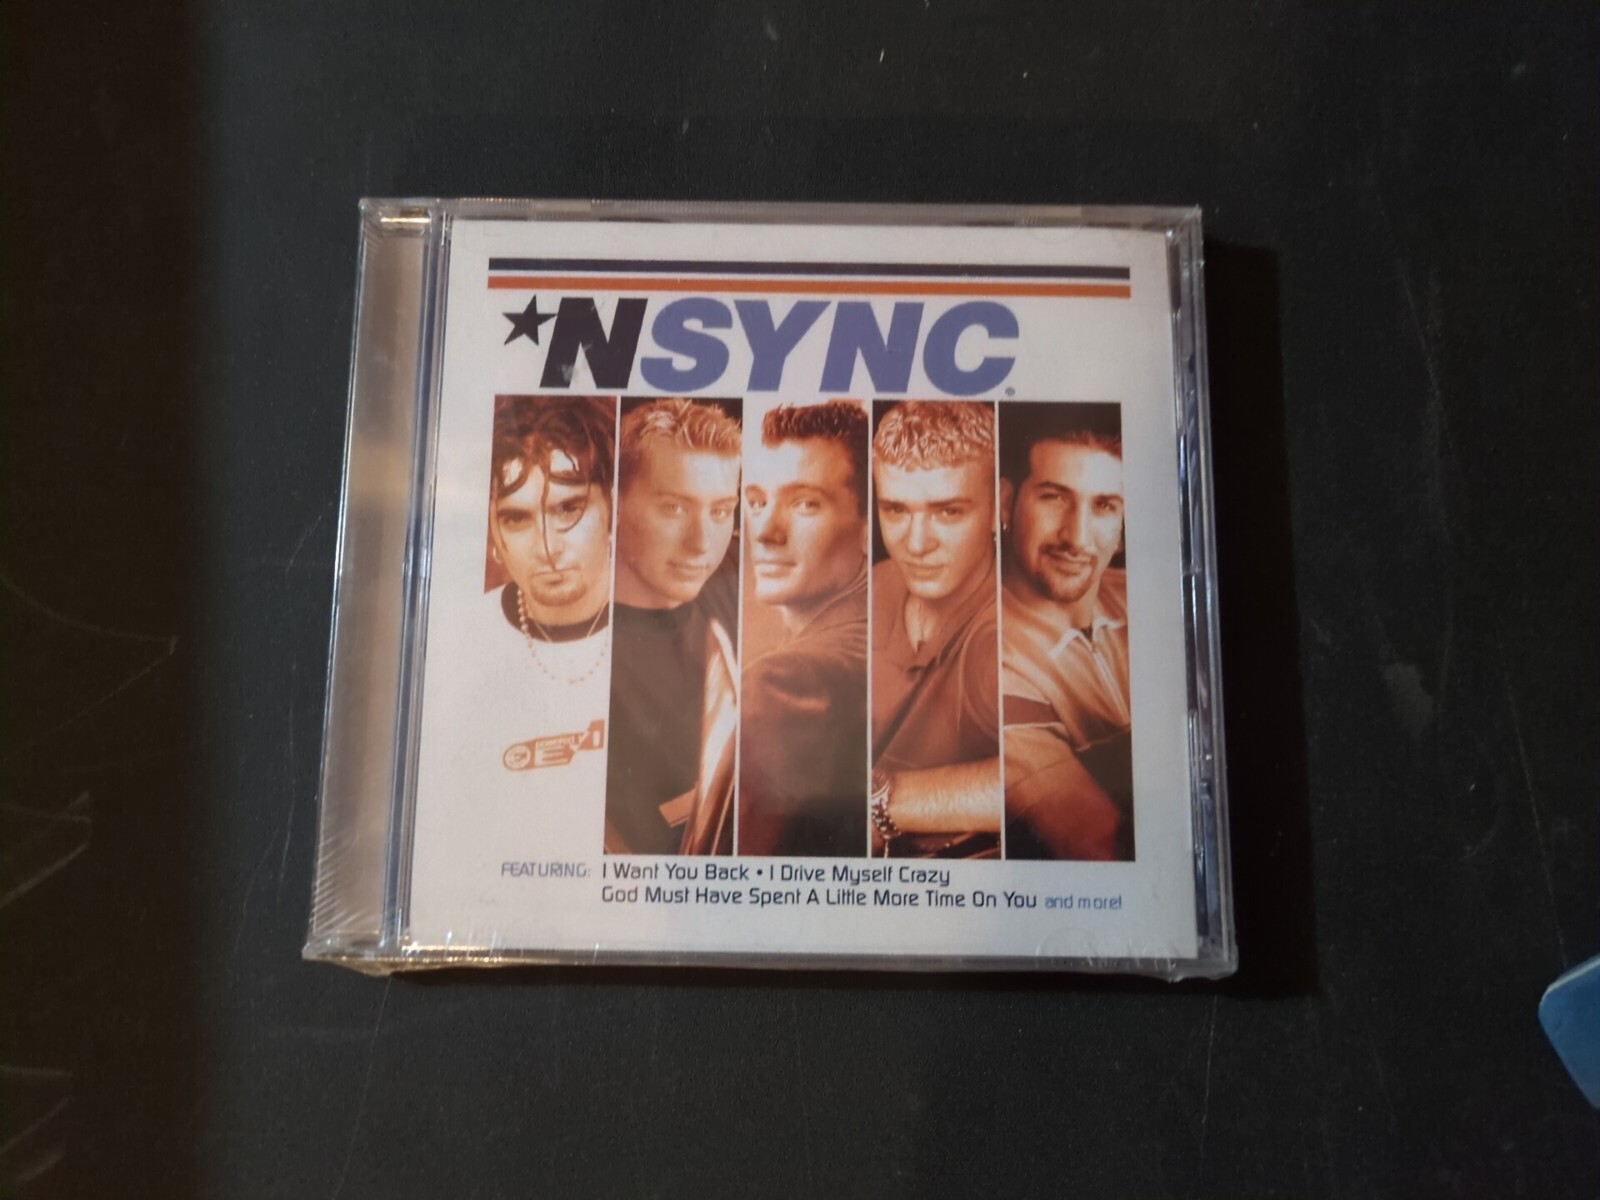 *NSYNC
FEATURING: I Want You Back • I Drive Myself Crazy
God Must Have Spent A Little More Time On You and more!